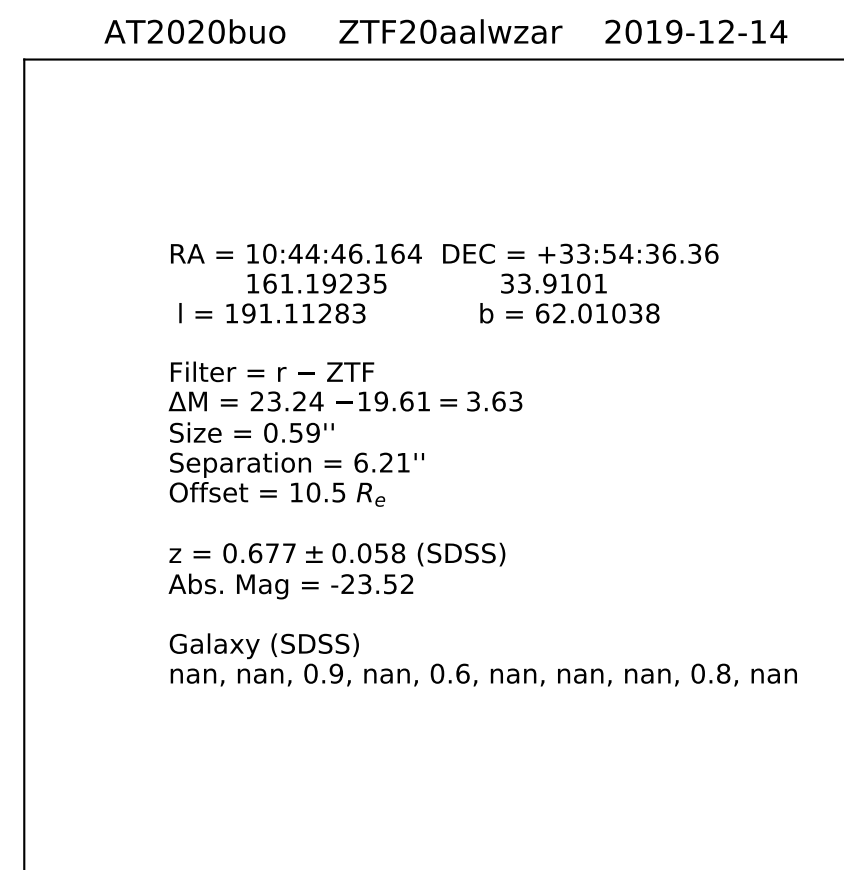 AT2020buo ZTF20aalwzar 2019-12-14
RA = 10:44:46.164 DEC = +33:54:36.36
161.19235 33.9101
l = 191.11283 b = 62.01038
Filter = r − ZTF
ΔM = 23.24 −19.61 = 3.63
Size = 0.59''
Separation = 6.21''
Offset = 10.5 Rₑ
z = 0.677 ± 0.058 (SDSS)
Abs. Mag = -23.52
Galaxy (SDSS)
nan, nan, 0.9, nan, 0.6, nan, nan, nan, 0.8, nan